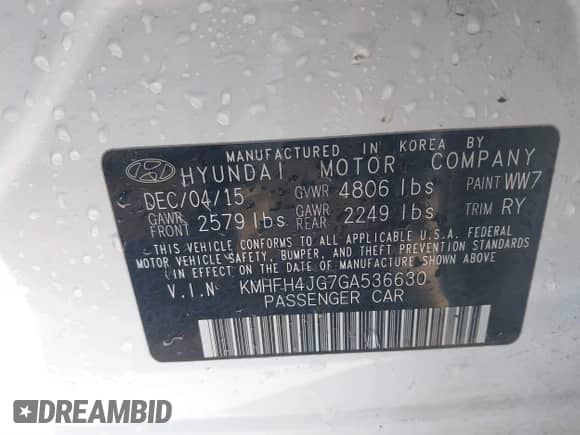 MANUFACTURED IN KOREA BY
HYUNDAI MOTOR COMPANY
DEC/04/15 GVWR 4806 lbs PAINT WW7
GAWR FRONT 2579 lbs GAWR REAR 2249 lbs TRIM RY
THIS VEHICLE CONFORMS TO ALL APPLICABLE U.S.A. FEDERAL
MOTOR VEHICLE SAFETY, BUMPER, AND THEFT PREVENTION STANDARDS
IN EFFECT ON THE DATE OF MANUFACTURE SHOWN ABOVE.
V.I.N KMHFH4JG7GA536630
PASSENGER CAR
DREAMBID